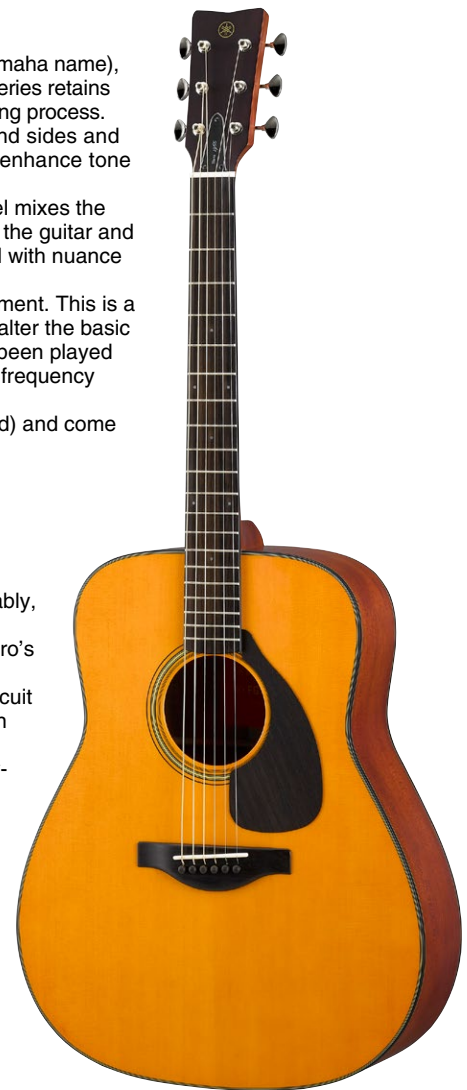 maha name),
eries retains
ng process.
nd sides and
enhance tone
el mixes the
the guitar and
with nuance
ment. This is a
alter the basic
been played
frequency
d) and come
ably,
ro’s
cuit
n
-